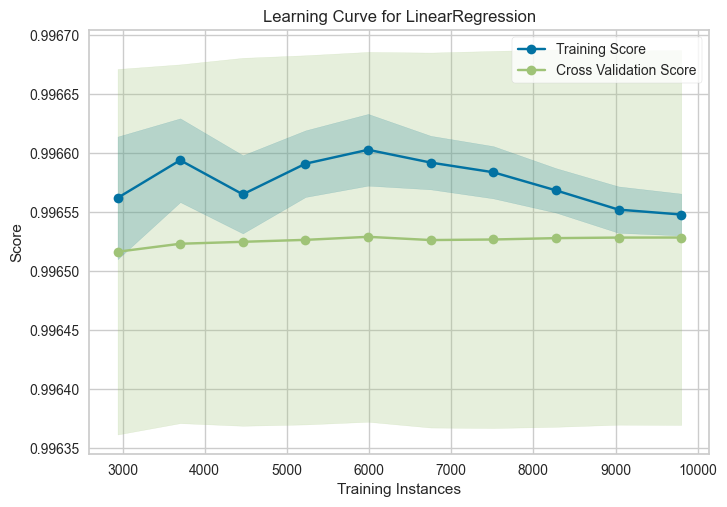 Learning Curve for LinearRegression
Training Score
Cross Validation Score
Score
0.99670
0.99665
0.99660
0.99655
0.99650
0.99645
0.99640
0.99635
3000 4000 5000 6000 7000 8000 9000 10000
Training Instances